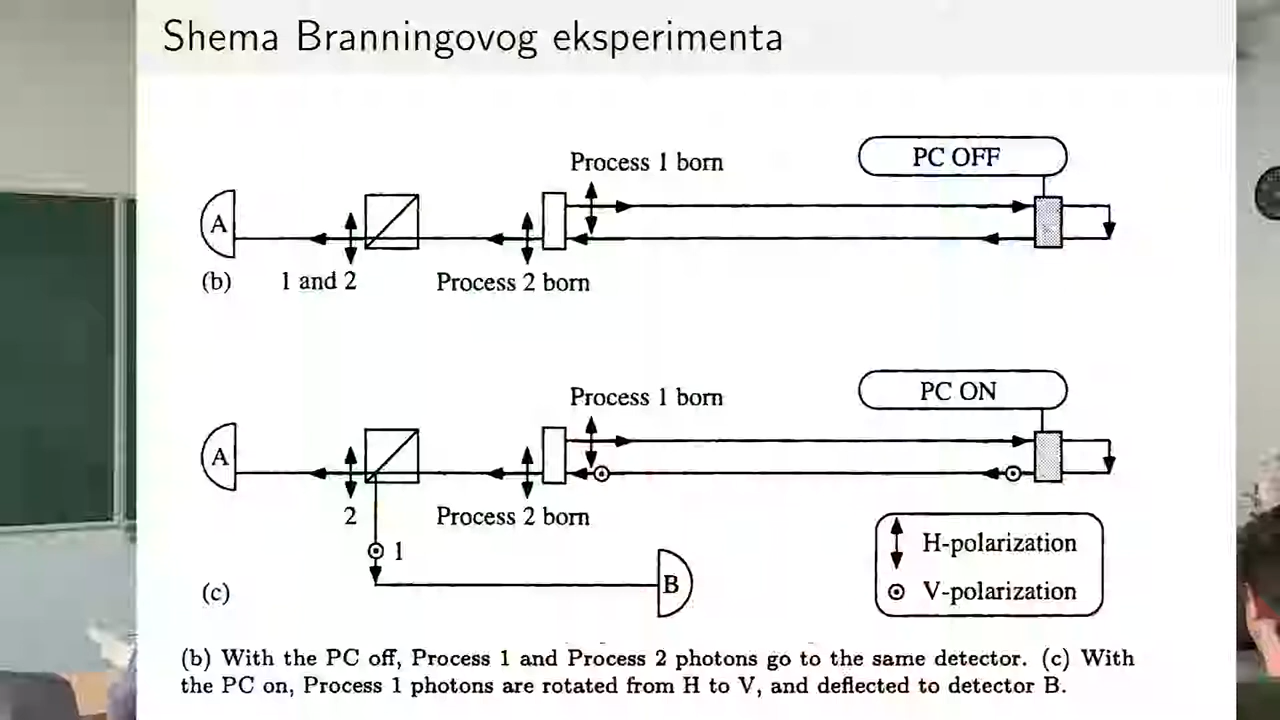 Shema Branningovog eksperimenta
Process 1 born
PC OFF
A
(b)
1 and 2
Process 2 born
Process 1 born
PC ON
A
2
Process 2 born
1
B
(c)
H-polarization
V-polarization
(b) With the PC off, Process 1 and Process 2 photons go to the same detector. (c) With
the PC on, Process 1 photons are rotated from H to V, and deflected to detector B.